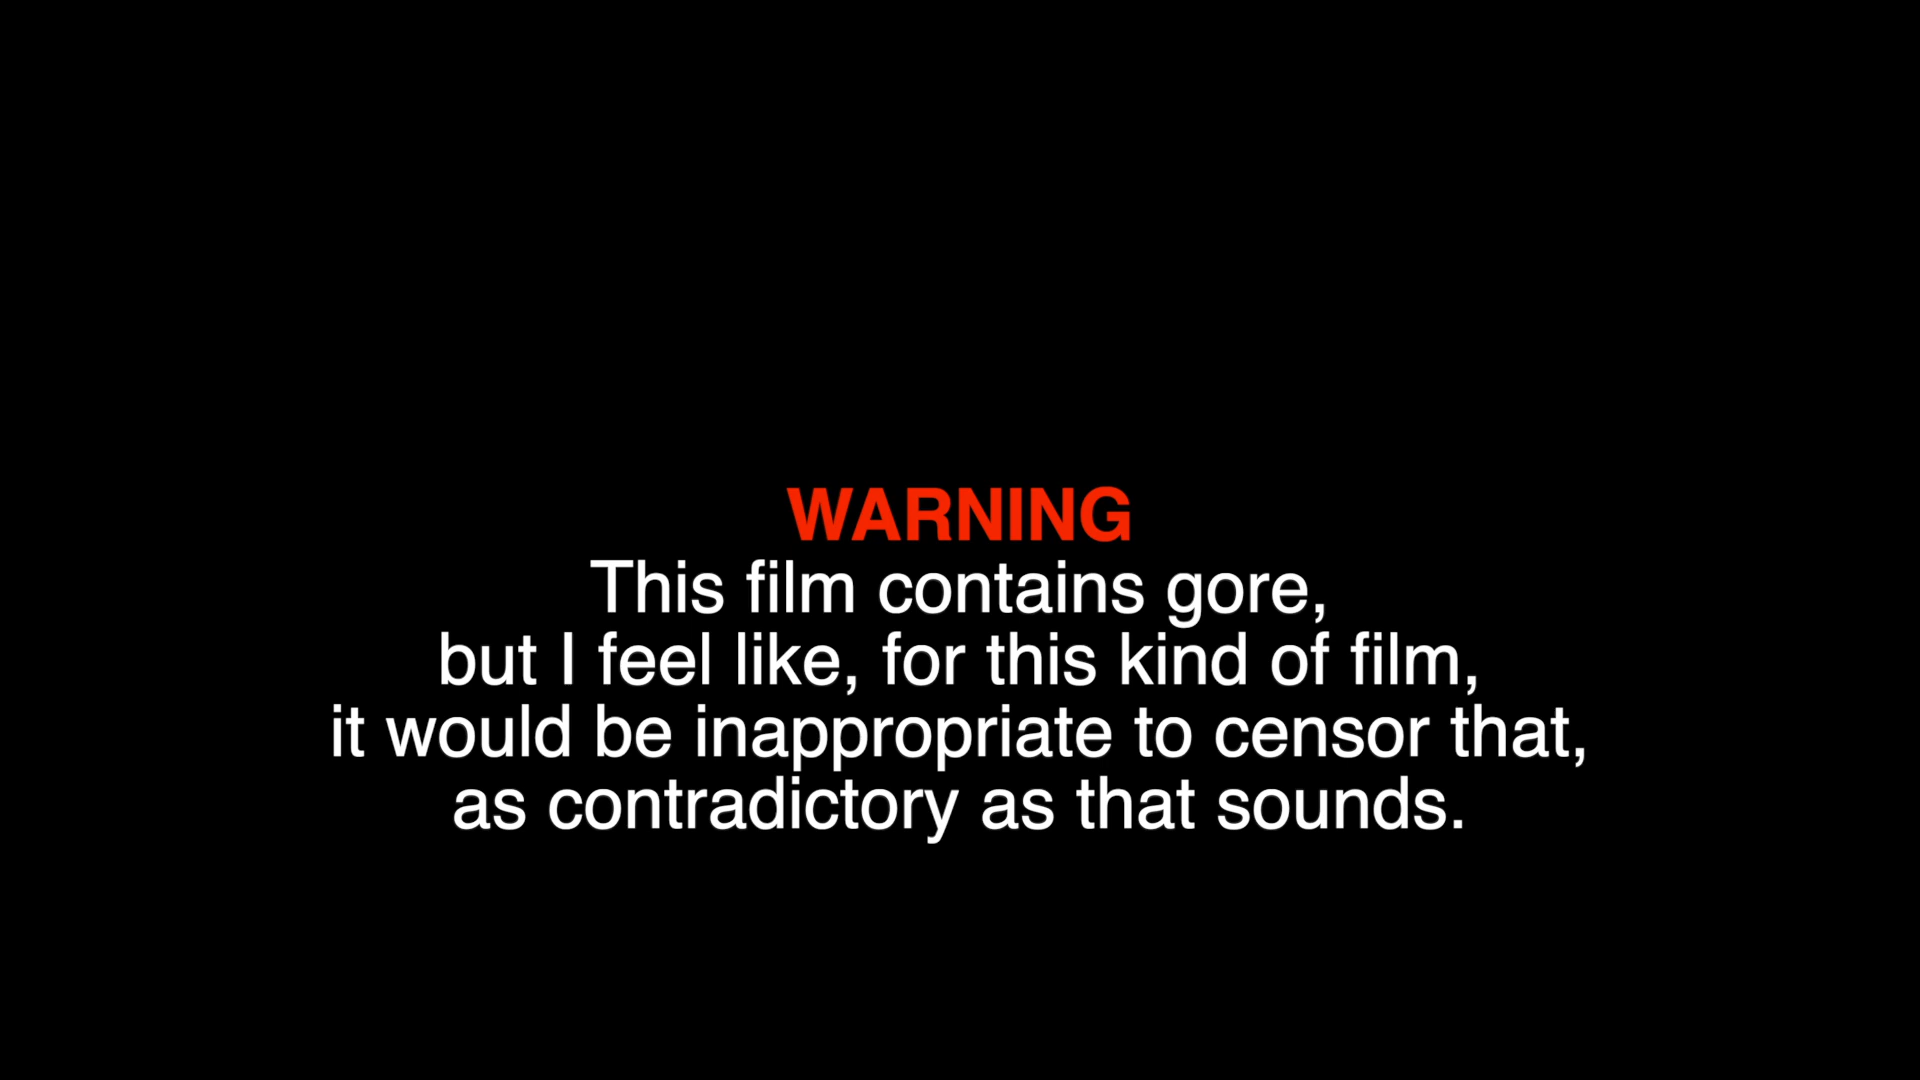 WARNING
This film contains gore,
but I feel like, for this kind of film,
it would be inappropriate to censor that,
as contradictory as that sounds.